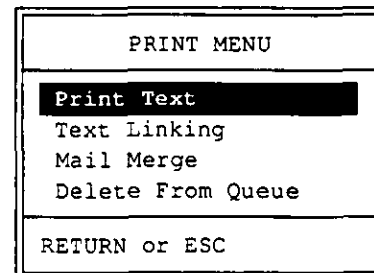 PRINT MENU
Print Text
Text Linking
Mail Merge
Delete From Queue
RETURN or ESC